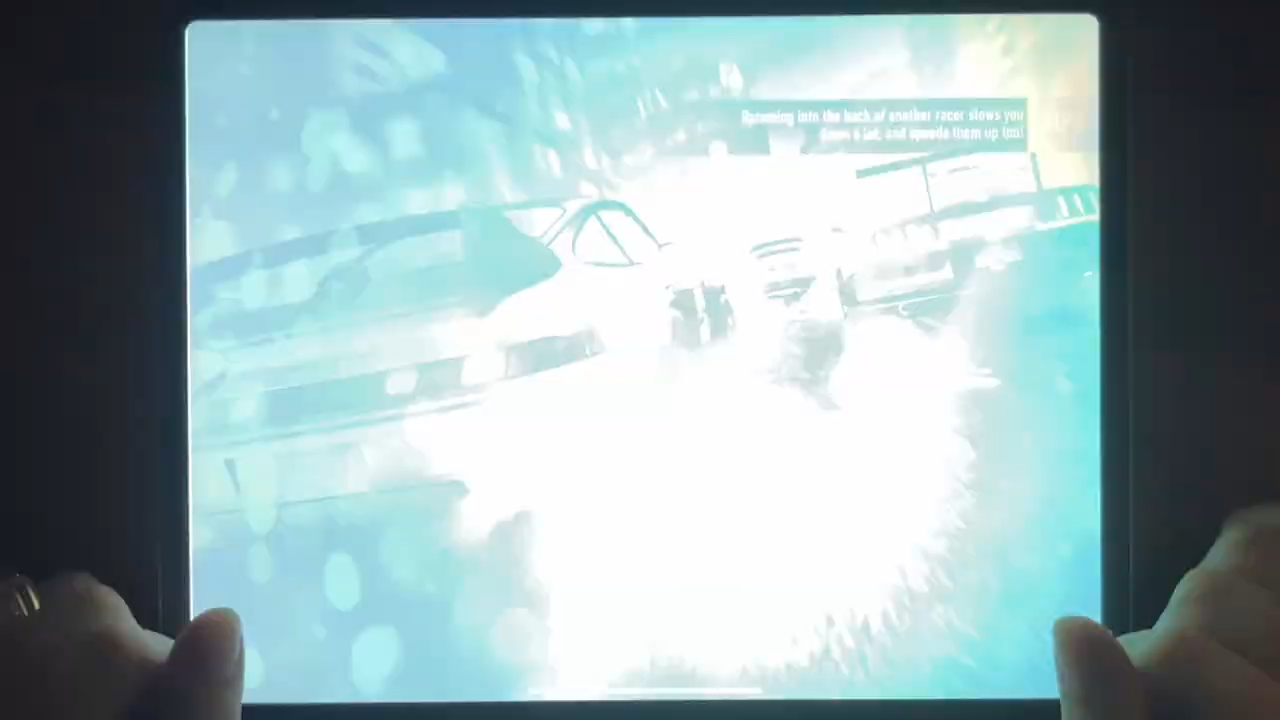 Ramming into the back of another racer slows you
down a lot, and speeds them up too!